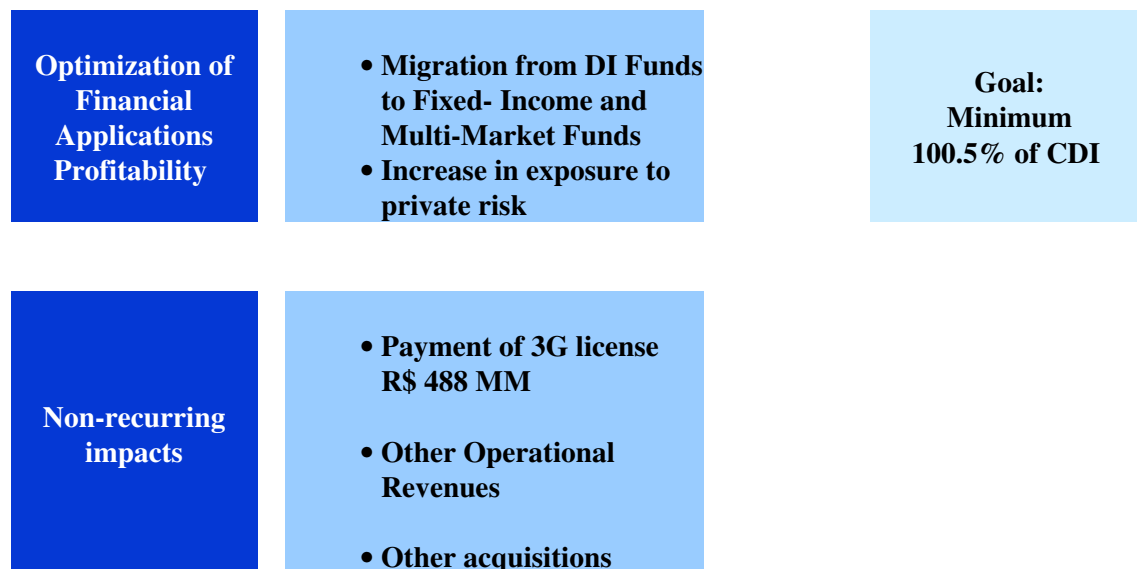 Optimization of
Financial
Applications
Profitability
• Migration from DI Funds
to Fixed- Income and
Multi-Market Funds
• Increase in exposure to
private risk
Goal:
Minimum
100.5% of CDI
Non-recurring
impacts
• Payment of 3G license
R$ 488 MM
• Other Operational
Revenues
• Other acquisitions